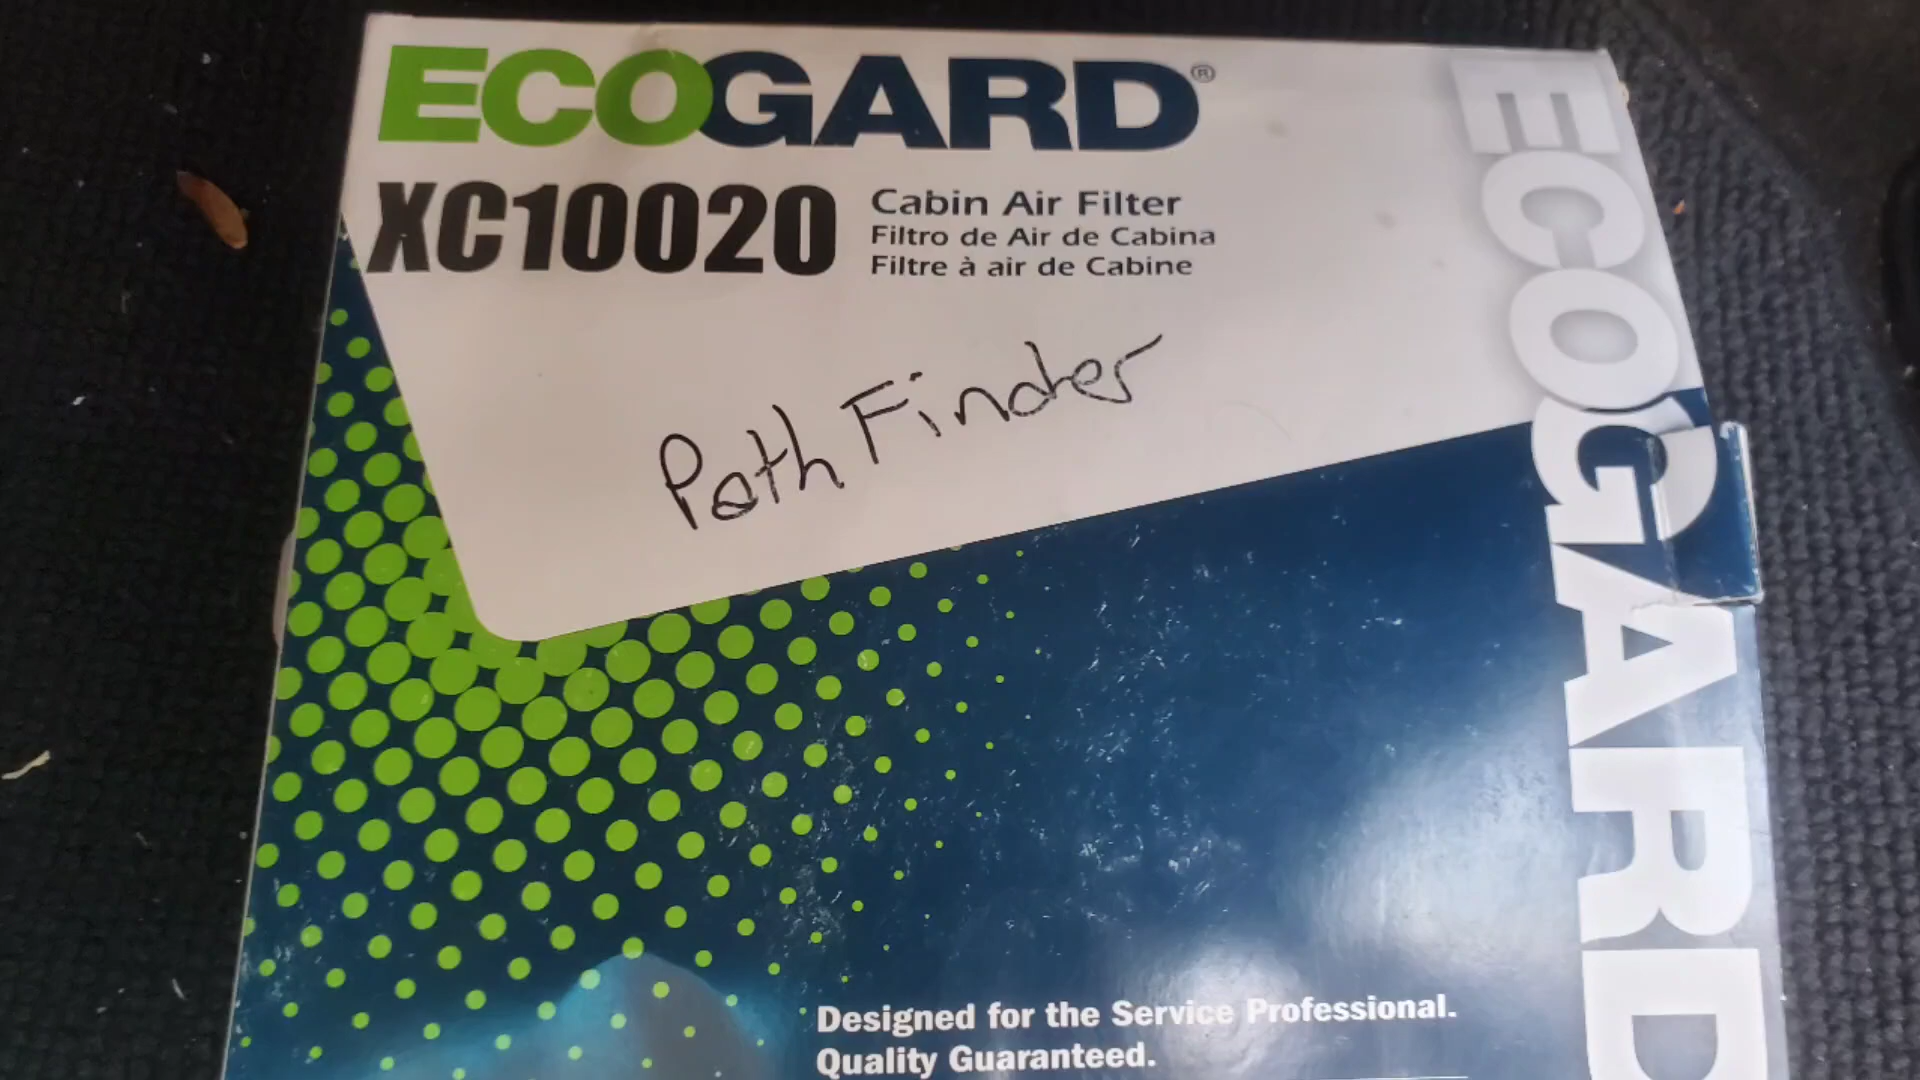 ECOGARD®
XC10020
Cabin Air Filter
Filtro de Air de Cabina
Filtre à air de Cabine
Path Finder
ECOGARD
Designed for the Service Professional.
Quality Guaranteed.